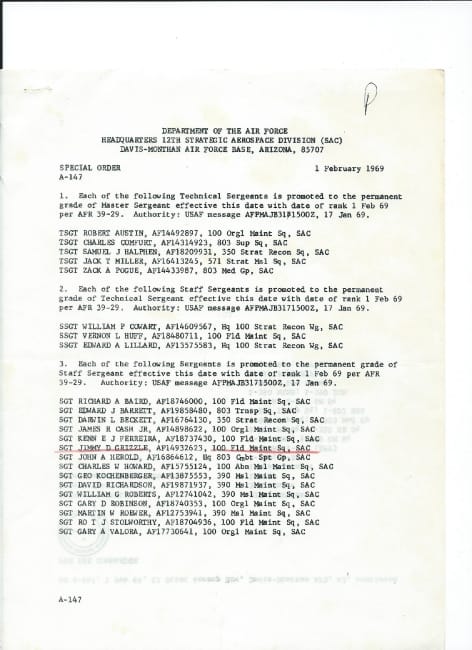 P
DEPARTMENT OF THE AIR FORCE
HEADQUARTERS 12TH STRATEGIC AEROSPACE DIVISION (SAC)
DAVIS-MONTHAN AIR FORCE BASE, ARIZONA, 85707
SPECIAL ORDER 1 February 1969
A-147
1. Each of the following Technical Sergeants is promoted to the permanent
grade of Master Sergeant effective this date with date of rank 1 Feb 69
per AFR 39-29. Authority: USAF message AFPMAJB311500Z, 17 Jan 69.
TSGT ROBERT AUSTIN, AF14492897, 100 Orgl Maint Sq, SAC
TSGT CHARLES COMFURT, AF14314923, 803 Sup Sq, SAC
TSGT SAMUEL J HALPHEN, AF18209931, 350 Strat Recon Sq, SAC
TSGT JACK T MILLER, AF16413245, 571 Strat Msl Sq, SAC
TSGT ZACK A POGUE, AF14433987, 803 Med Gp, SAC
2. Each of the following Staff Sergeants is promoted to the permanent
grade of Technical Sergeant effective this date with date of rank 1 Feb 69
per AFR 39-29. Authority: USAF message AFPMAJB3171500Z, 17 Jan 69.
SSGT WILLIAM P COWART, AF14609567, Hq 100 Strat Recon Wg, SAC
SSGT VERNON L HUFF, AF18480711, 100 Fld Maint Sq, SAC
SSGT EDWARD A LILLARD, AF13575583, Hq 100 Strat Recon Wg, SAC
3. Each of the following Sergeants is promoted to the permanent grade of
Staff Sergeant effective this date with date of rank 1 Feb 69 per AFR
39-29. Authority: USAF message AFPMAJB3171500Z, 17 Jan 69.
SGT RICHARD A BAIRD, AF18746000, 100 Fld Maint Sq, SAC
SGT EDWARD J BARRETT, AF19858480, 803 Trnsp Sq, SAC
SGT DARWIN L BECKETT, AF16764130, 350 Strat Recon Sq, SAC
SGT JAMES R CASH JR, AF14898622, 100 Orgl Maint Sq, SAC
SGT KENN E J FERREIRA, AF18737430, 100 Fld Maint Sq, SAC
SGT JIMMY D GRIZZLE, AF14932623, 100 Fld Maint Sq, SAC
SGT JOHN A HEROLD, AF16864612, Hq 803 Cmbt Spt Gp, SAC
SGT CHARLES W HOWARD, AF15755124, 100 Abn Msl Maint Sq, SAC
SGT GEO KOCHENBERGER, AF13875553, 390 Msl Maint Sq, SAC
SGT DAVID RICHARDSON, AF19871937, 390 Msl Maint Sq, SAC
SGT WILLIAM G ROBERTS, AF12741042, 390 Msl Maint Sq, SAC
SGT GARY D ROBINSON, AF18740353, 100 Orgl Maint Sq, SAC
SGT MARTIN W ROEWER, AF12753941, 390 Msl Maint Sq, SAC
SGT RO T J STOLWORTHY, AF18704936, 100 Fld Maint Sq, SAC
SGT GARY A VALORA, AF17730641, 100 Orgl Maint Sq, SAC
A-147